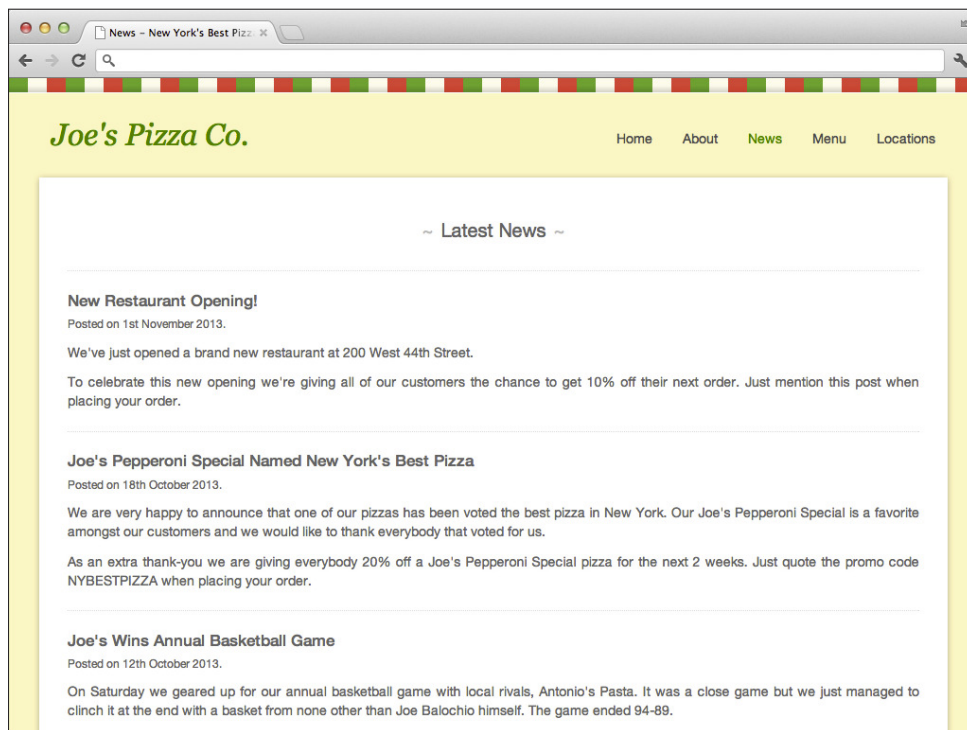 News – New York's Best Pizz
Joe's Pizza Co.
Home About News Menu Locations
~ Latest News ~
New Restaurant Opening!
Posted on 1st November 2013.
We've just opened a brand new restaurant at 200 West 44th Street.
To celebrate this new opening we're giving all of our customers the chance to get 10% off their next order. Just mention this post when
placing your order.
Joe's Pepperoni Special Named New York's Best Pizza
Posted on 18th October 2013.
We are very happy to announce that one of our pizzas has been voted the best pizza in New York. Our Joe's Pepperoni Special is a favorite
amongst our customers and we would like to thank everybody that voted for us.
As an extra thank-you we are giving everybody 20% off a Joe's Pepperoni Special pizza for the next 2 weeks. Just quote the promo code
NYBESTPIZZA when placing your order.
Joe's Wins Annual Basketball Game
Posted on 12th October 2013.
On Saturday we geared up for our annual basketball game with local rivals, Antonio's Pasta. It was a close game but we just managed to
clinch it at the end with a basket from none other than Joe Balochio himself. The game ended 94-89.